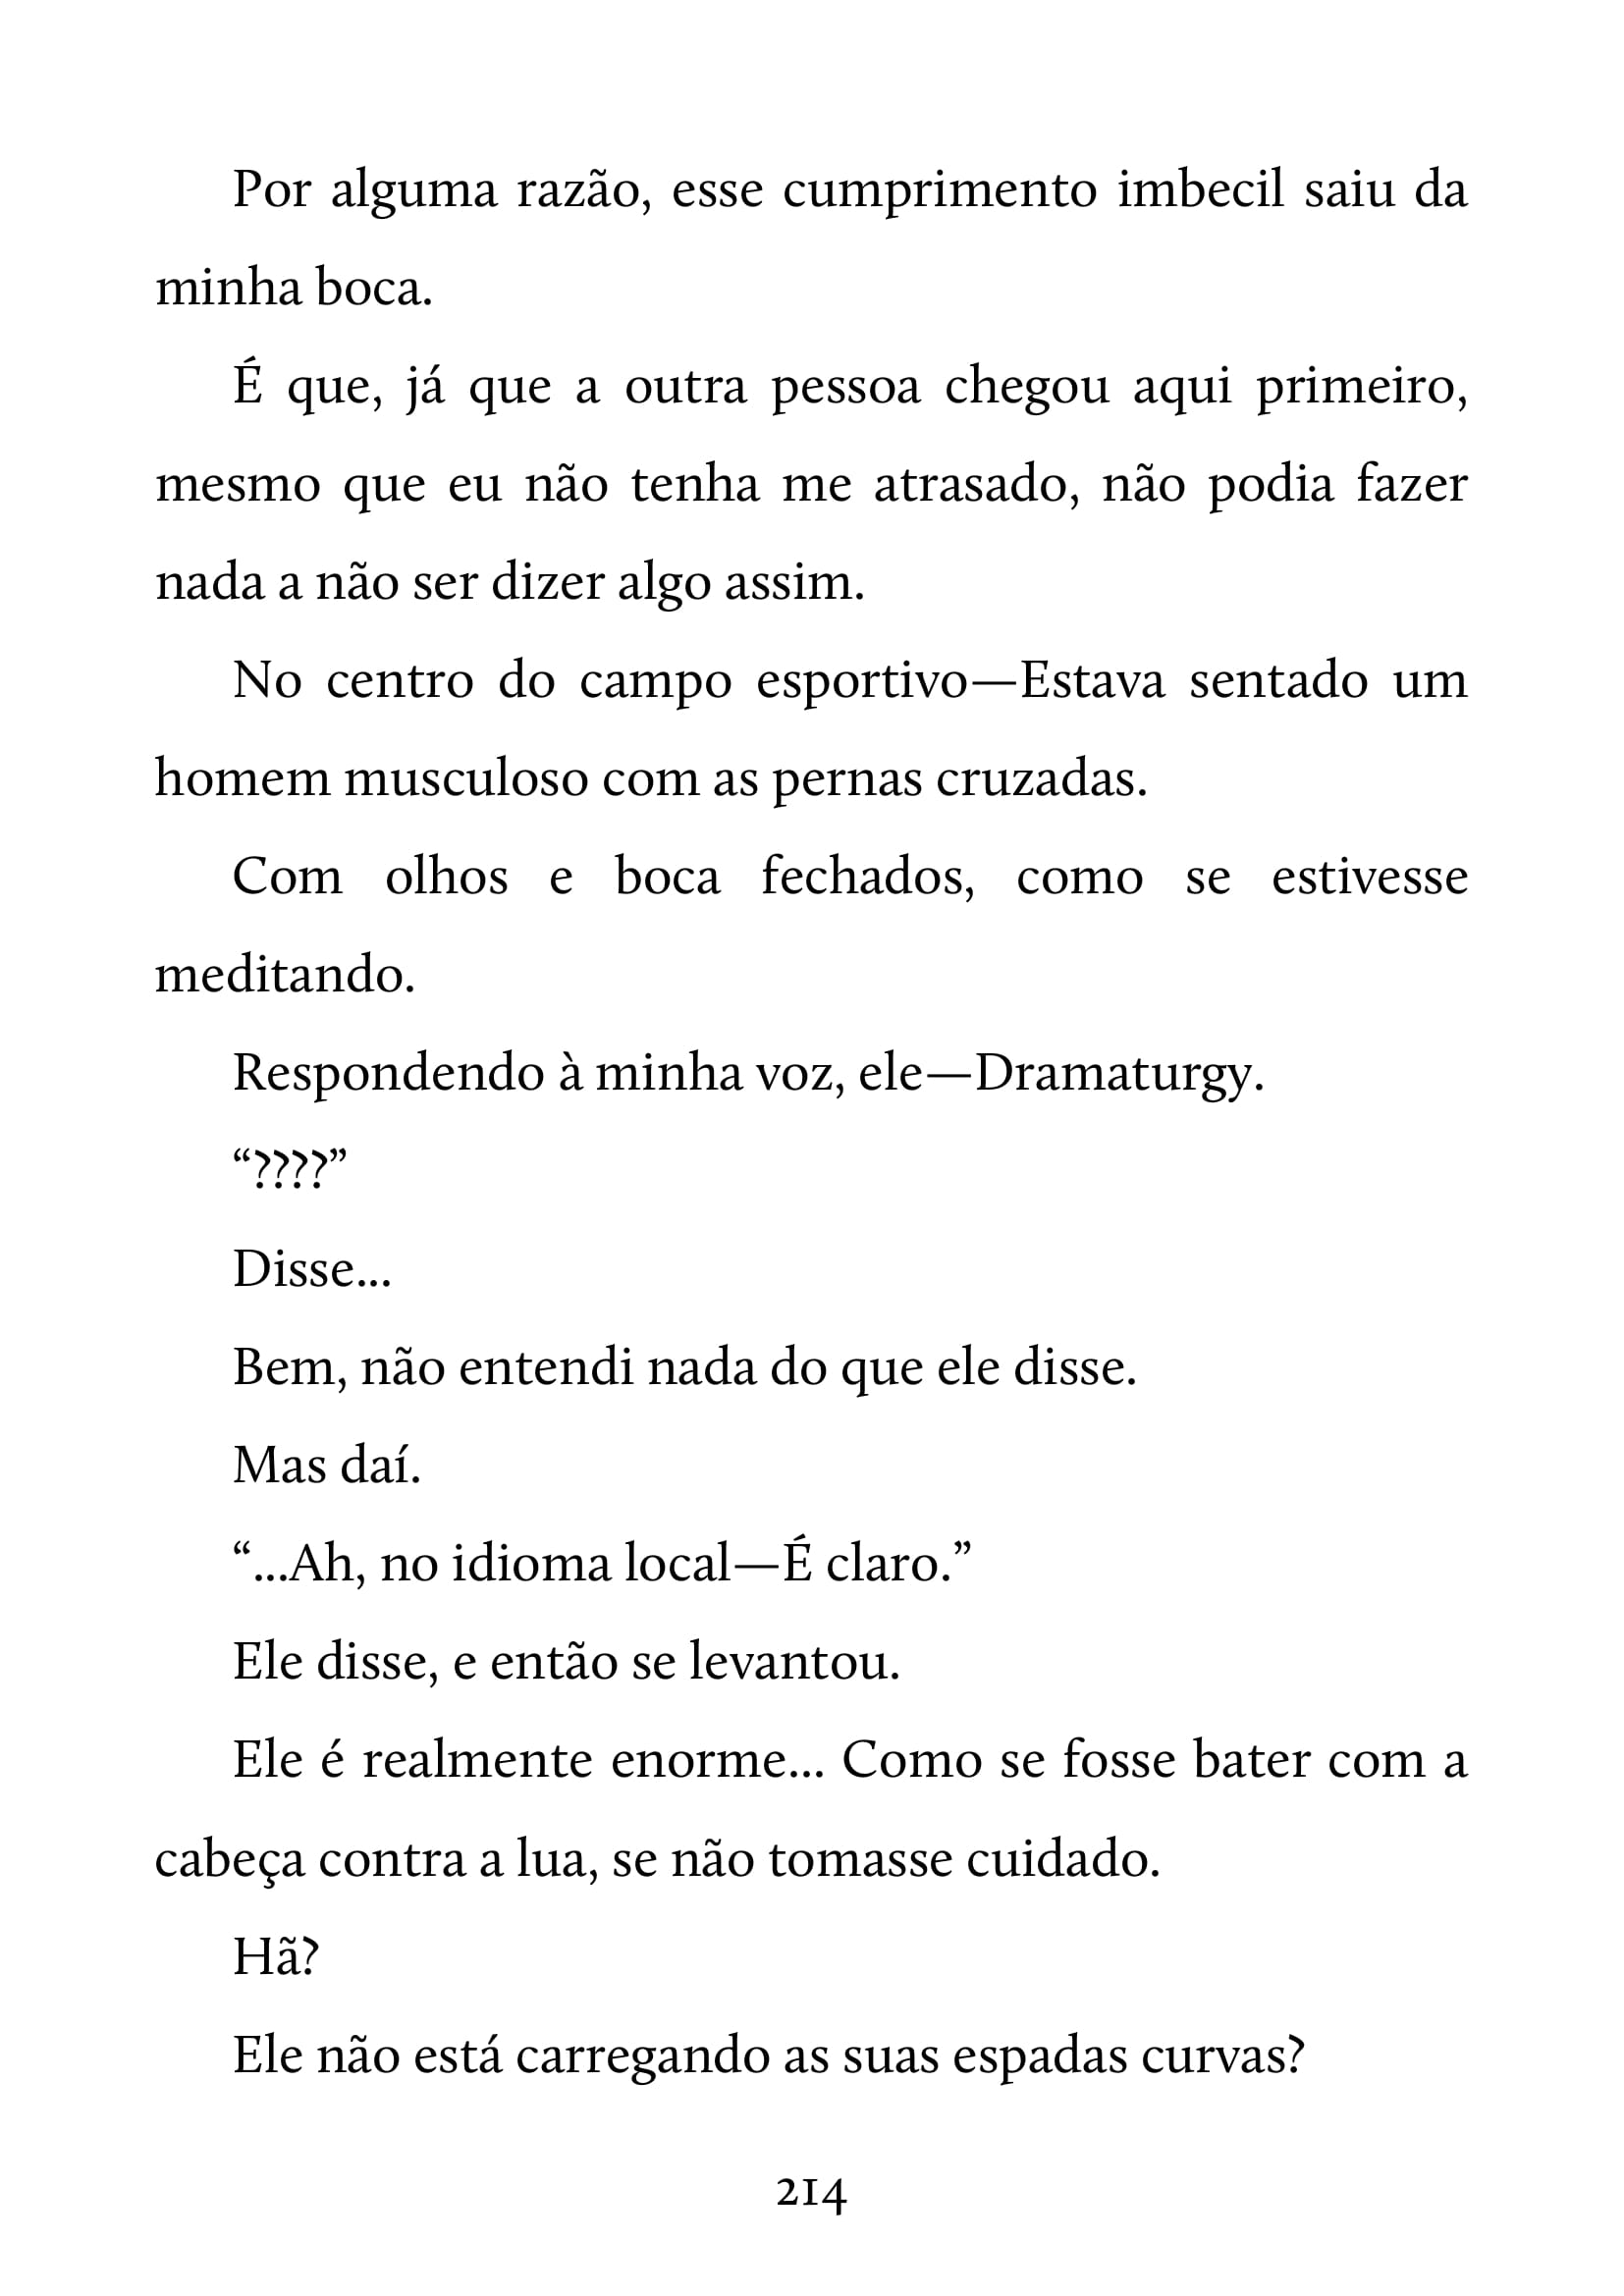 Por alguma razão, esse cumprimento imbecil saiu da
minha boca.
É que, já que a outra pessoa chegou aqui primeiro,
mesmo que eu não tenha me atrasado, não podia fazer
nada a não ser dizer algo assim.
No centro do campo esportivo—Estava sentado um
homem musculoso com as pernas cruzadas.
Com olhos e boca fechados, como se estivesse
meditando.
Respondendo à minha voz, ele—Dramaturgy.
“????”
Disse...
Bem, não entendi nada do que ele disse.
Mas daí.
“...Ah, no idioma local—É claro.”
Ele disse, e então se levantou.
Ele é realmente enorme... Como se fosse bater com a
cabeça contra a lua, se não tomasse cuidado.
Hã?
Ele não está carregando as suas espadas curvas?
214